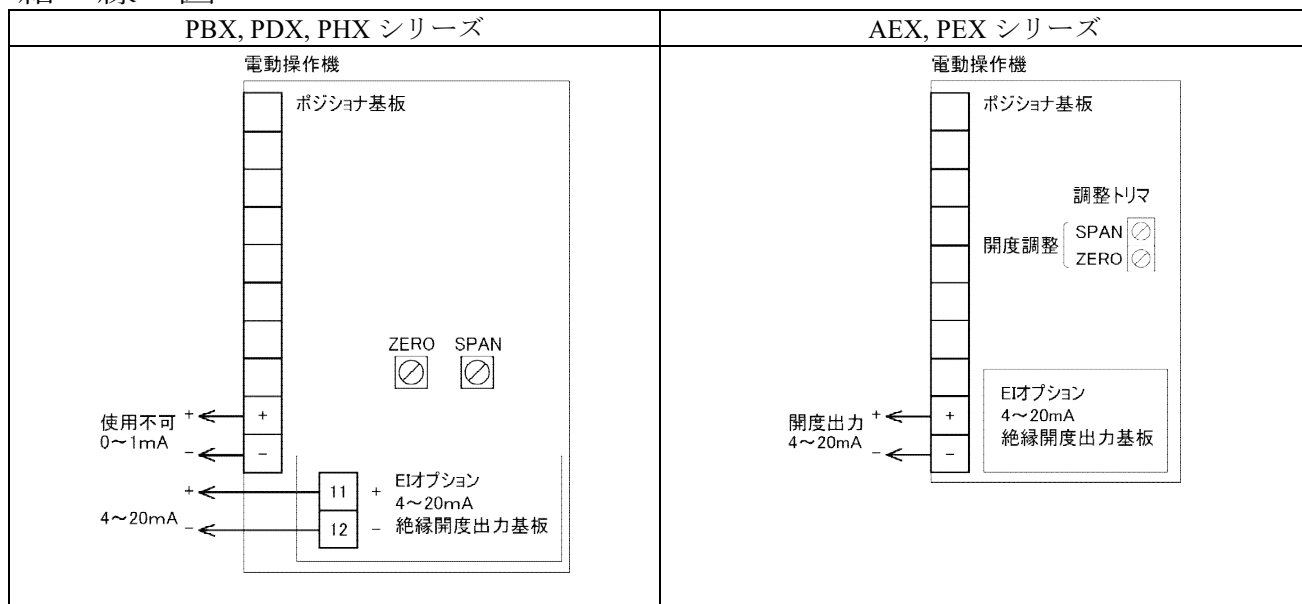 PBX, PDX, PHX シリーズ
電動操作機
ポジショナ基板
ZERO SPAN
使用不可
0～1mA
+
-
+
-
+
4～20mA
-
11
12
+
-
EIオプション
4～20mA
絶縁開度出力基板
AEX, PEX シリーズ
電動操作機
ポジショナ基板
調整トリマ
開度調整
SPAN
ZERO
開度出力
4～20mA
+
-
+
-
EIオプション
4～20mA
絶縁開度出力基板